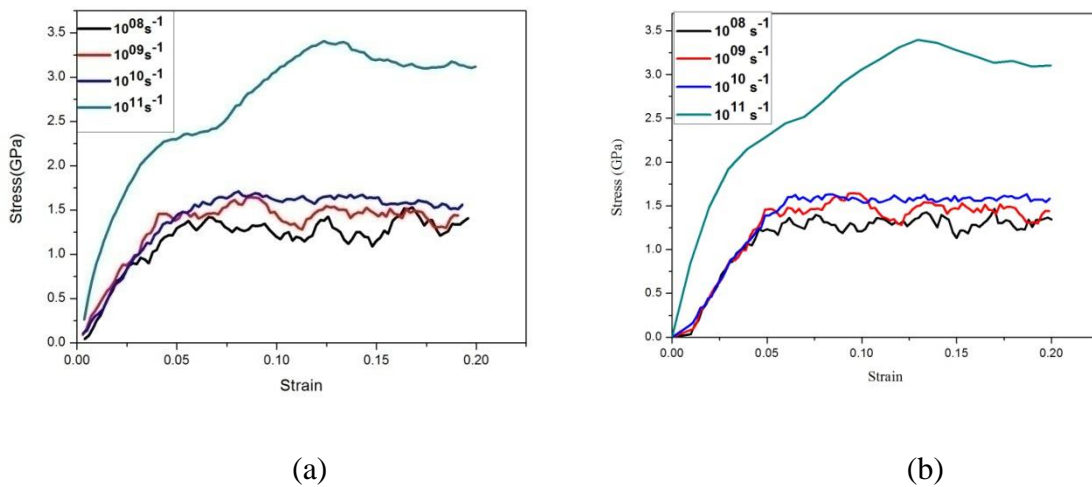 3.5
3.0
2.5
2.0
1.5
1.0
0.5
0.0
Stress(GPa)
10⁰⁸s⁻¹
10⁰⁹s⁻¹
10¹⁰s⁻¹
10¹¹s⁻¹
0.00 0.05 0.10 0.15 0.20
Strain
(a)
3.5
3.0
2.5
2.0
1.5
1.0
0.5
0.0
Stress (GPa)
10⁰⁸ s⁻¹
10⁰⁹ s⁻¹
10¹⁰ s⁻¹
10¹¹ s⁻¹
0.00 0.05 0.10 0.15 0.20
Strain
(b)